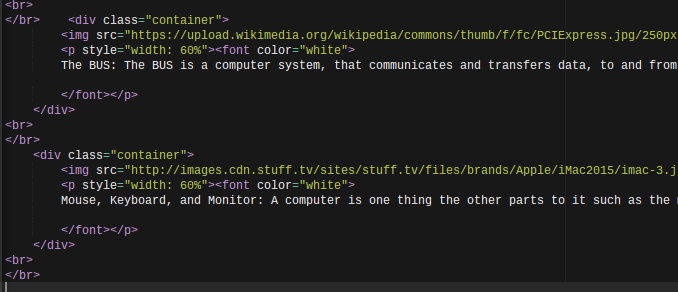 <br>
</br>    <div class="container">
        <img src="https://upload.wikimedia.org/wikipedia/commons/thumb/f/fc/PCIExpress.jpg/250px
        <p style="width: 60%"><font color="white">
        The BUS: The BUS is a computer system, that communicates and transfers data, to and from
        </font></p>
    </div>
<br>
</br>
    <div class="container">
        <img src="http://images.cdn.stuff.tv/sites/stuff.tv/files/brands/Apple/iMac2015/imac-3.j
        <p style="width: 60%"><font color="white">
        Mouse, Keyboard, and Monitor: A computer is one thing the other parts to it such as the
        </font></p>
    </div>
<br>
</br>